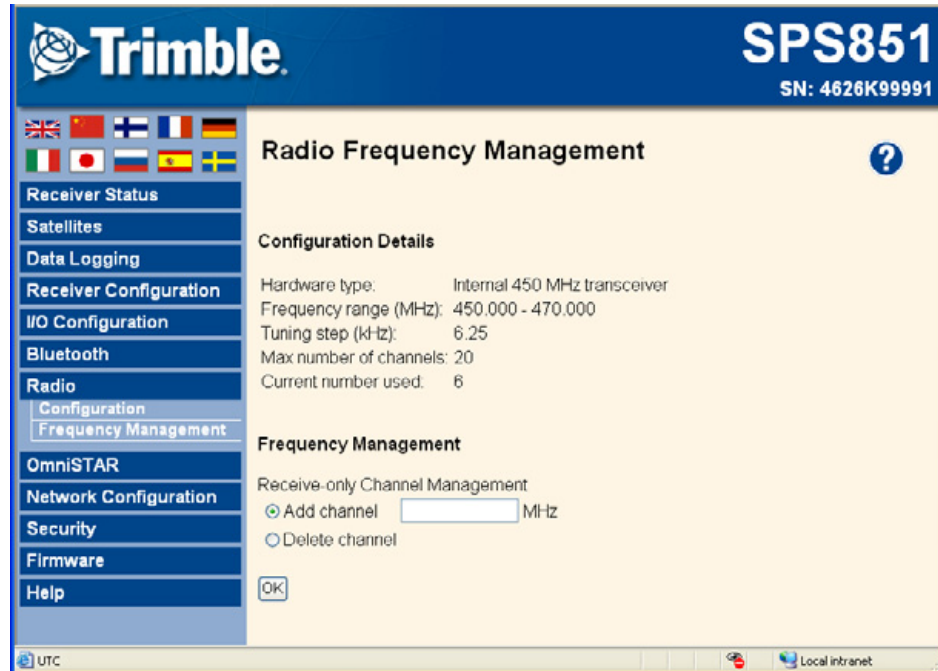 Trimble.
SPS851
SN: 4626K99991
Receiver Status
Satellites
Data Logging
Receiver Configuration
I/O Configuration
Bluetooth
Radio
Configuration
Frequency Management
OmniSTAR
Network Configuration
Security
Firmware
Help
Radio Frequency Management
?
Configuration Details
Hardware type: Internal 450 MHz transceiver
Frequency range (MHz): 450.000 - 470.000
Tuning step (kHz): 6.25
Max number of channels: 20
Current number used: 6
Frequency Management
Receive-only Channel Management
Add channel MHz
Delete channel
OK
UTC
Local intranet